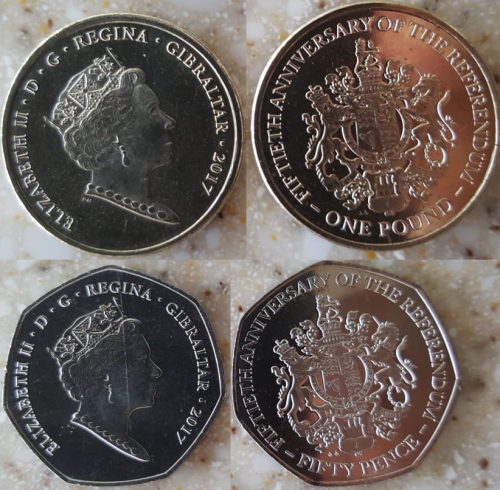 ELIZABETH II · D · G · REGINA · GIBRALTAR · 2017
FIFTIETH ANNIVERSARY OF THE REFERENDUM
– ONE POUND –
ELIZABETH II · D · G · REGINA · GIBRALTAR · 2017
FIFTIETH ANNIVERSARY OF THE REFERENDUM
– FIFTY PENCE –